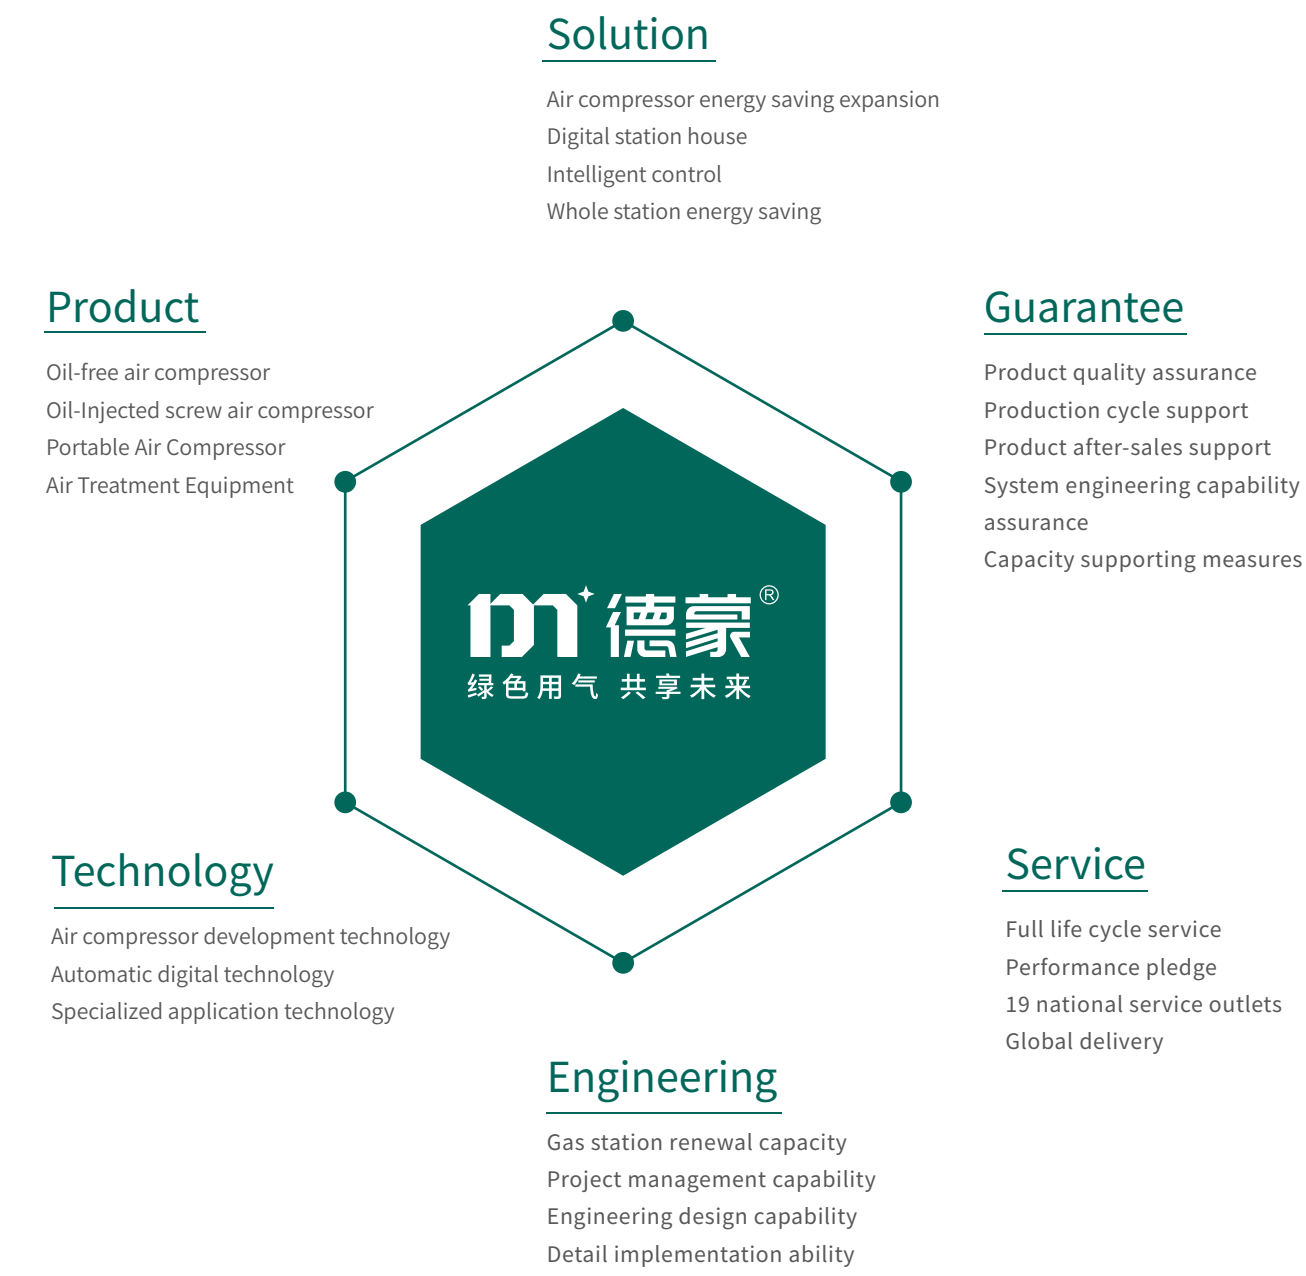 Solution
Air compressor energy saving expansion
Digital station house
Intelligent control
Whole station energy saving
Product
Oil-free air compressor
Oil-Injected screw air compressor
Portable Air Compressor
Air Treatment Equipment
Guarantee
Product quality assurance
Production cycle support
Product after-sales support
System engineering capability
assurance
Capacity supporting measures
m 德蒙®
绿色用气 共享未来
Technology
Air compressor development technology
Automatic digital technology
Specialized application technology
Service
Full life cycle service
Performance pledge
19 national service outlets
Global delivery
Engineering
Gas station renewal capacity
Project management capability
Engineering design capability
Detail implementation ability